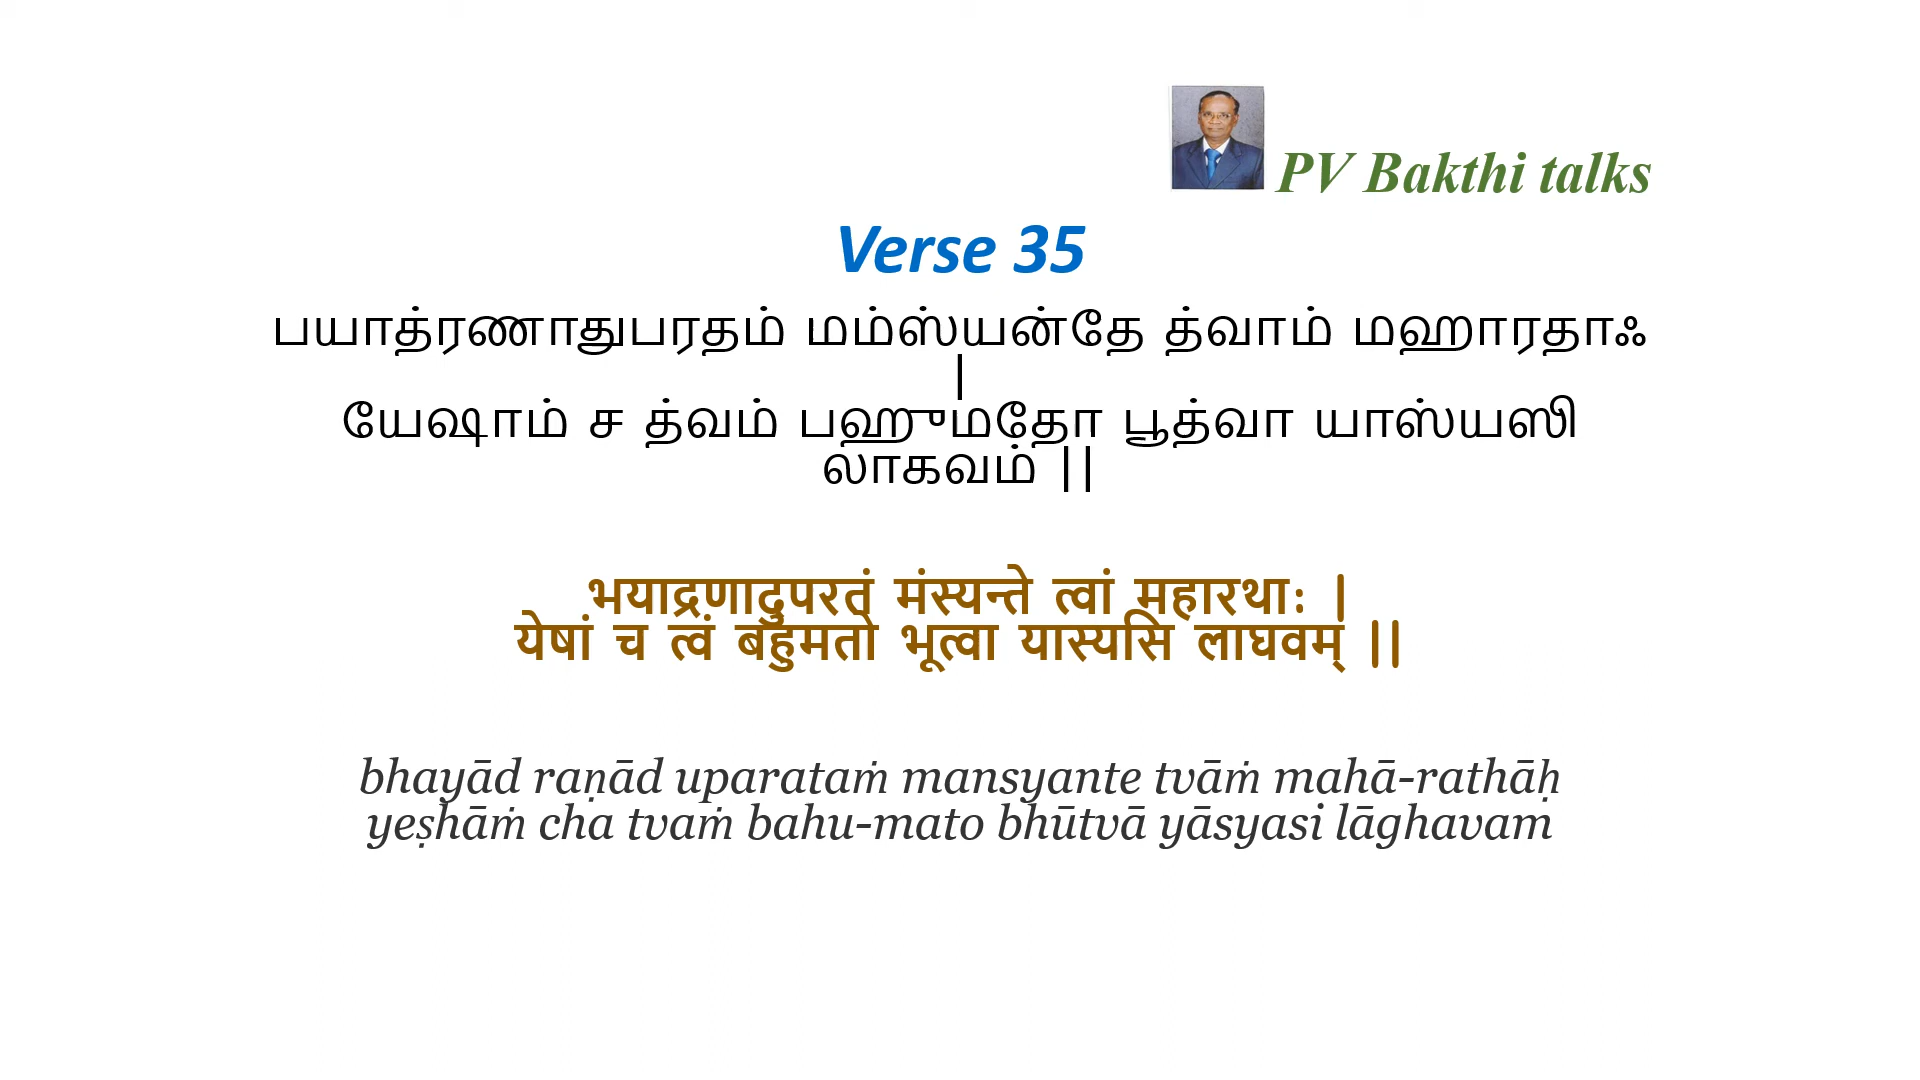 PV Bakthi talks
Verse 35
பயாத்ரணாதுபரதம் மம்ஸ்யன்தே த்வாம் மஹாரதாஃ
|
யேஷாம் ச த்வம் பஹுமதோ பூத்வா யாஸ்யஸி
லாகவம் ||
भयाद्रणादुपरतं मंस्यन्ते त्वां महारथाः |
येषां च त्वं बहुमतो भूत्वा यास्यसि लाघवम् ||
bhayād raṇād uparataṁ mansyante tvāṁ mahā-rathāḥ
yeṣhāṁ cha tvaṁ bahu-mato bhūtvā yāsyasi lāghavam